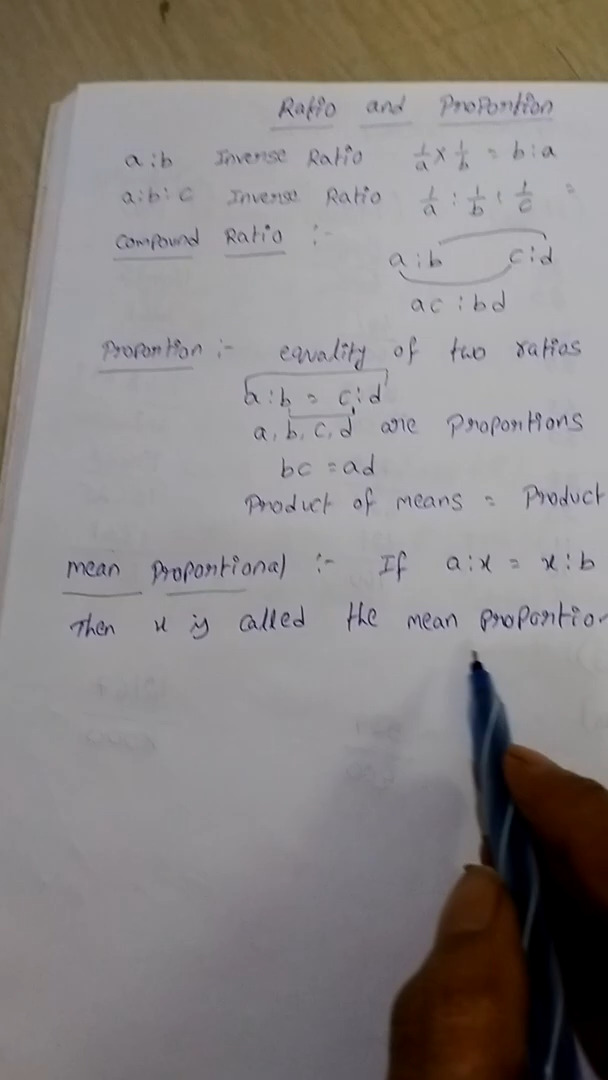 Ratio and Proportion
a:b Inverse Ratio 1/a × 1/b = b:a
a:b:c Inverse Ratio 1/a : 1/b : 1/c =
Compound Ratio :-
a:b c:d
ac : bd
Proportion :- equality of two ratios
a:b = c:d
a, b, c, d are Proportions
bc = ad
Product of means = Product
Mean Proportional :- If a:x = x:b
Then x is called the mean Proportion